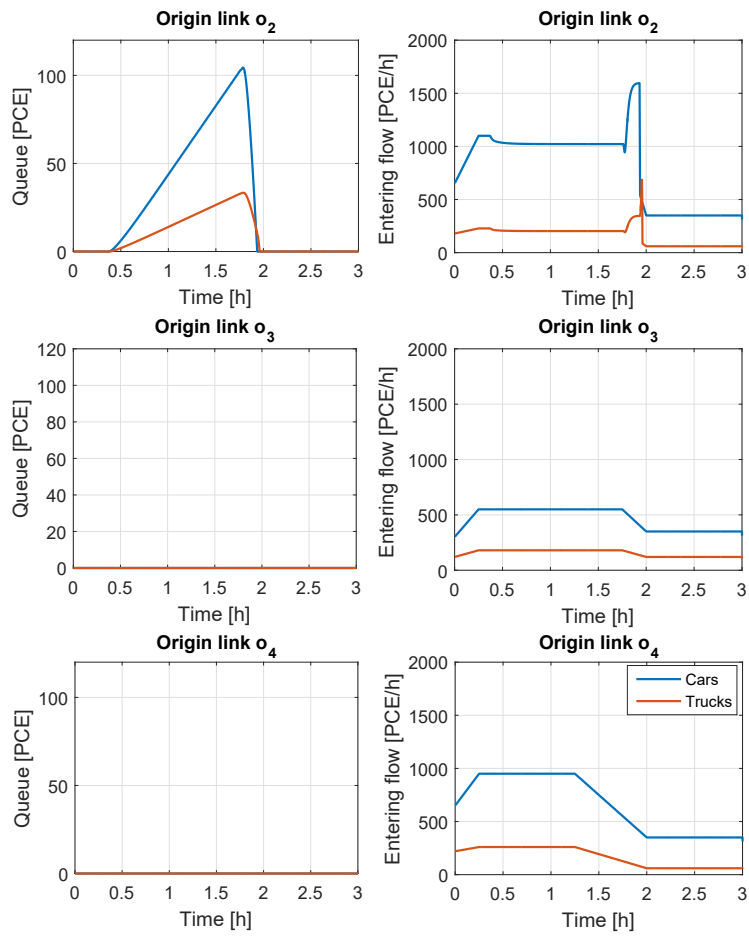 Origin link o2
Queue [PCE]
100
50
0
0 0.5 1 1.5 2 2.5 3
Time [h]
Origin link o2
Entering flow [PCE/h]
2000
1500
1000
500
0
0 0.5 1 1.5 2 2.5 3
Time [h]
Origin link o3
Queue [PCE]
120
100
80
60
40
20
0
0 0.5 1 1.5 2 2.5 3
Time [h]
Origin link o3
Entering flow [PCE/h]
2000
1500
1000
500
0
0 0.5 1 1.5 2 2.5 3
Time [h]
Origin link o4
Queue [PCE]
100
50
0
0 0.5 1 1.5 2 2.5 3
Time [h]
Origin link o4
Entering flow [PCE/h]
2000
1500
1000
500
0
Cars
Trucks
0 0.5 1 1.5 2 2.5 3
Time [h]